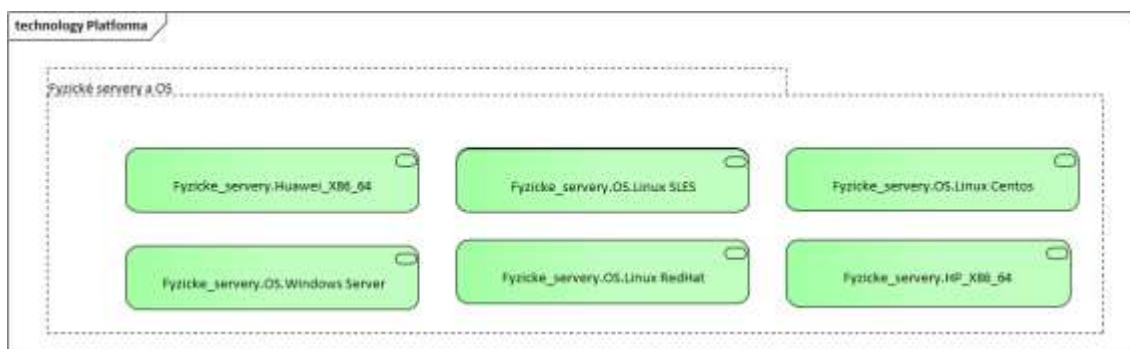 technology Platforma
Fyzické servery a OS
Fyzicke_servery.Huawei_X86_64
Fyzicke_servery.OS.Linux SLES
Fyzicke_servery.OS.Linux Centos
Fyzicke_servery.OS.Windows Server
Fyzicke_servery.OS.Linux RedHat
Fyzicke_servery.HP_X86_64